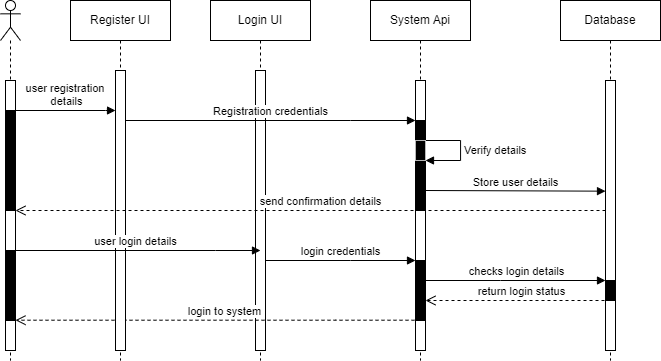 Register UI
Login UI
System Api
Database
user registration
details
Registration credentials
Verify details
Store user details
send confirmation details
user login details
login credentials
checks login details
return login status
login to system